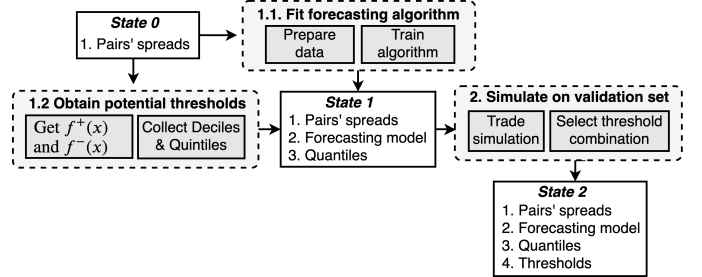 State 0
1. Pairs' spreads
1.1. Fit forecasting algorithm
Prepare
data
Train
algorithm
1.2 Obtain potential thresholds
Get f⁺(x)
and f⁻(x)
Collect Deciles
& Quintiles
State 1
1. Pairs' spreads
2. Forecasting model
3. Quantiles
2. Simulate on validation set
Trade
simulation
Select threshold
combination
State 2
1. Pairs' spreads
2. Forecasting model
3. Quantiles
4. Thresholds